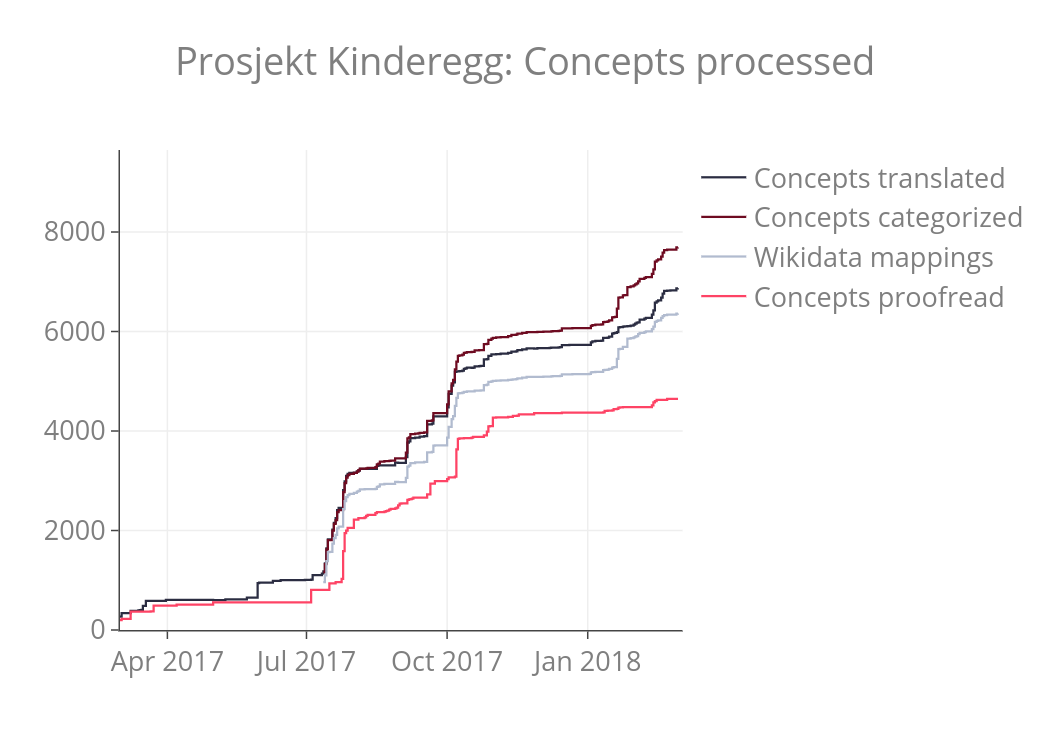 Prosjekt Kinderegg: Concepts processed
Concepts translated
Concepts categorized
Wikidata mappings
Concepts proofread
8000
6000
4000
2000
0
Apr 2017 Jul 2017 Oct 2017 Jan 2018